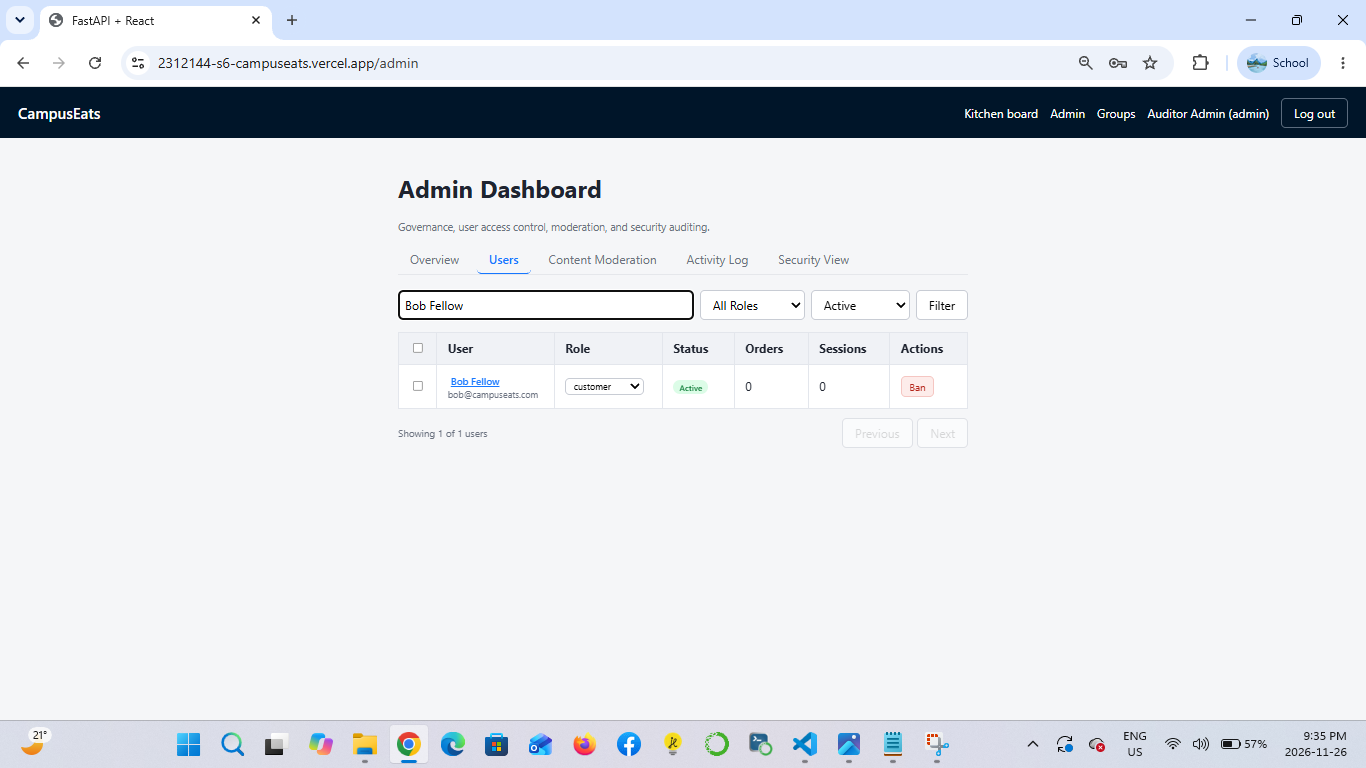 FastAPI + React
2312144-s6-campuseats.vercel.app/admin
School
CampusEats
Kitchen board Admin Groups Auditor Admin (admin) Log out
Admin Dashboard
Governance, user access control, moderation, and security auditing.
Overview Users Content Moderation Activity Log Security View
Bob Fellow All Roles Active Filter
User Role Status Orders Sessions Actions
Bob Fellow customer Active 0 0 Ban
bob@campuseats.com
Showing 1 of 1 users Previous Next
21°
ENG
US
57%
9:35 PM
2026-11-26